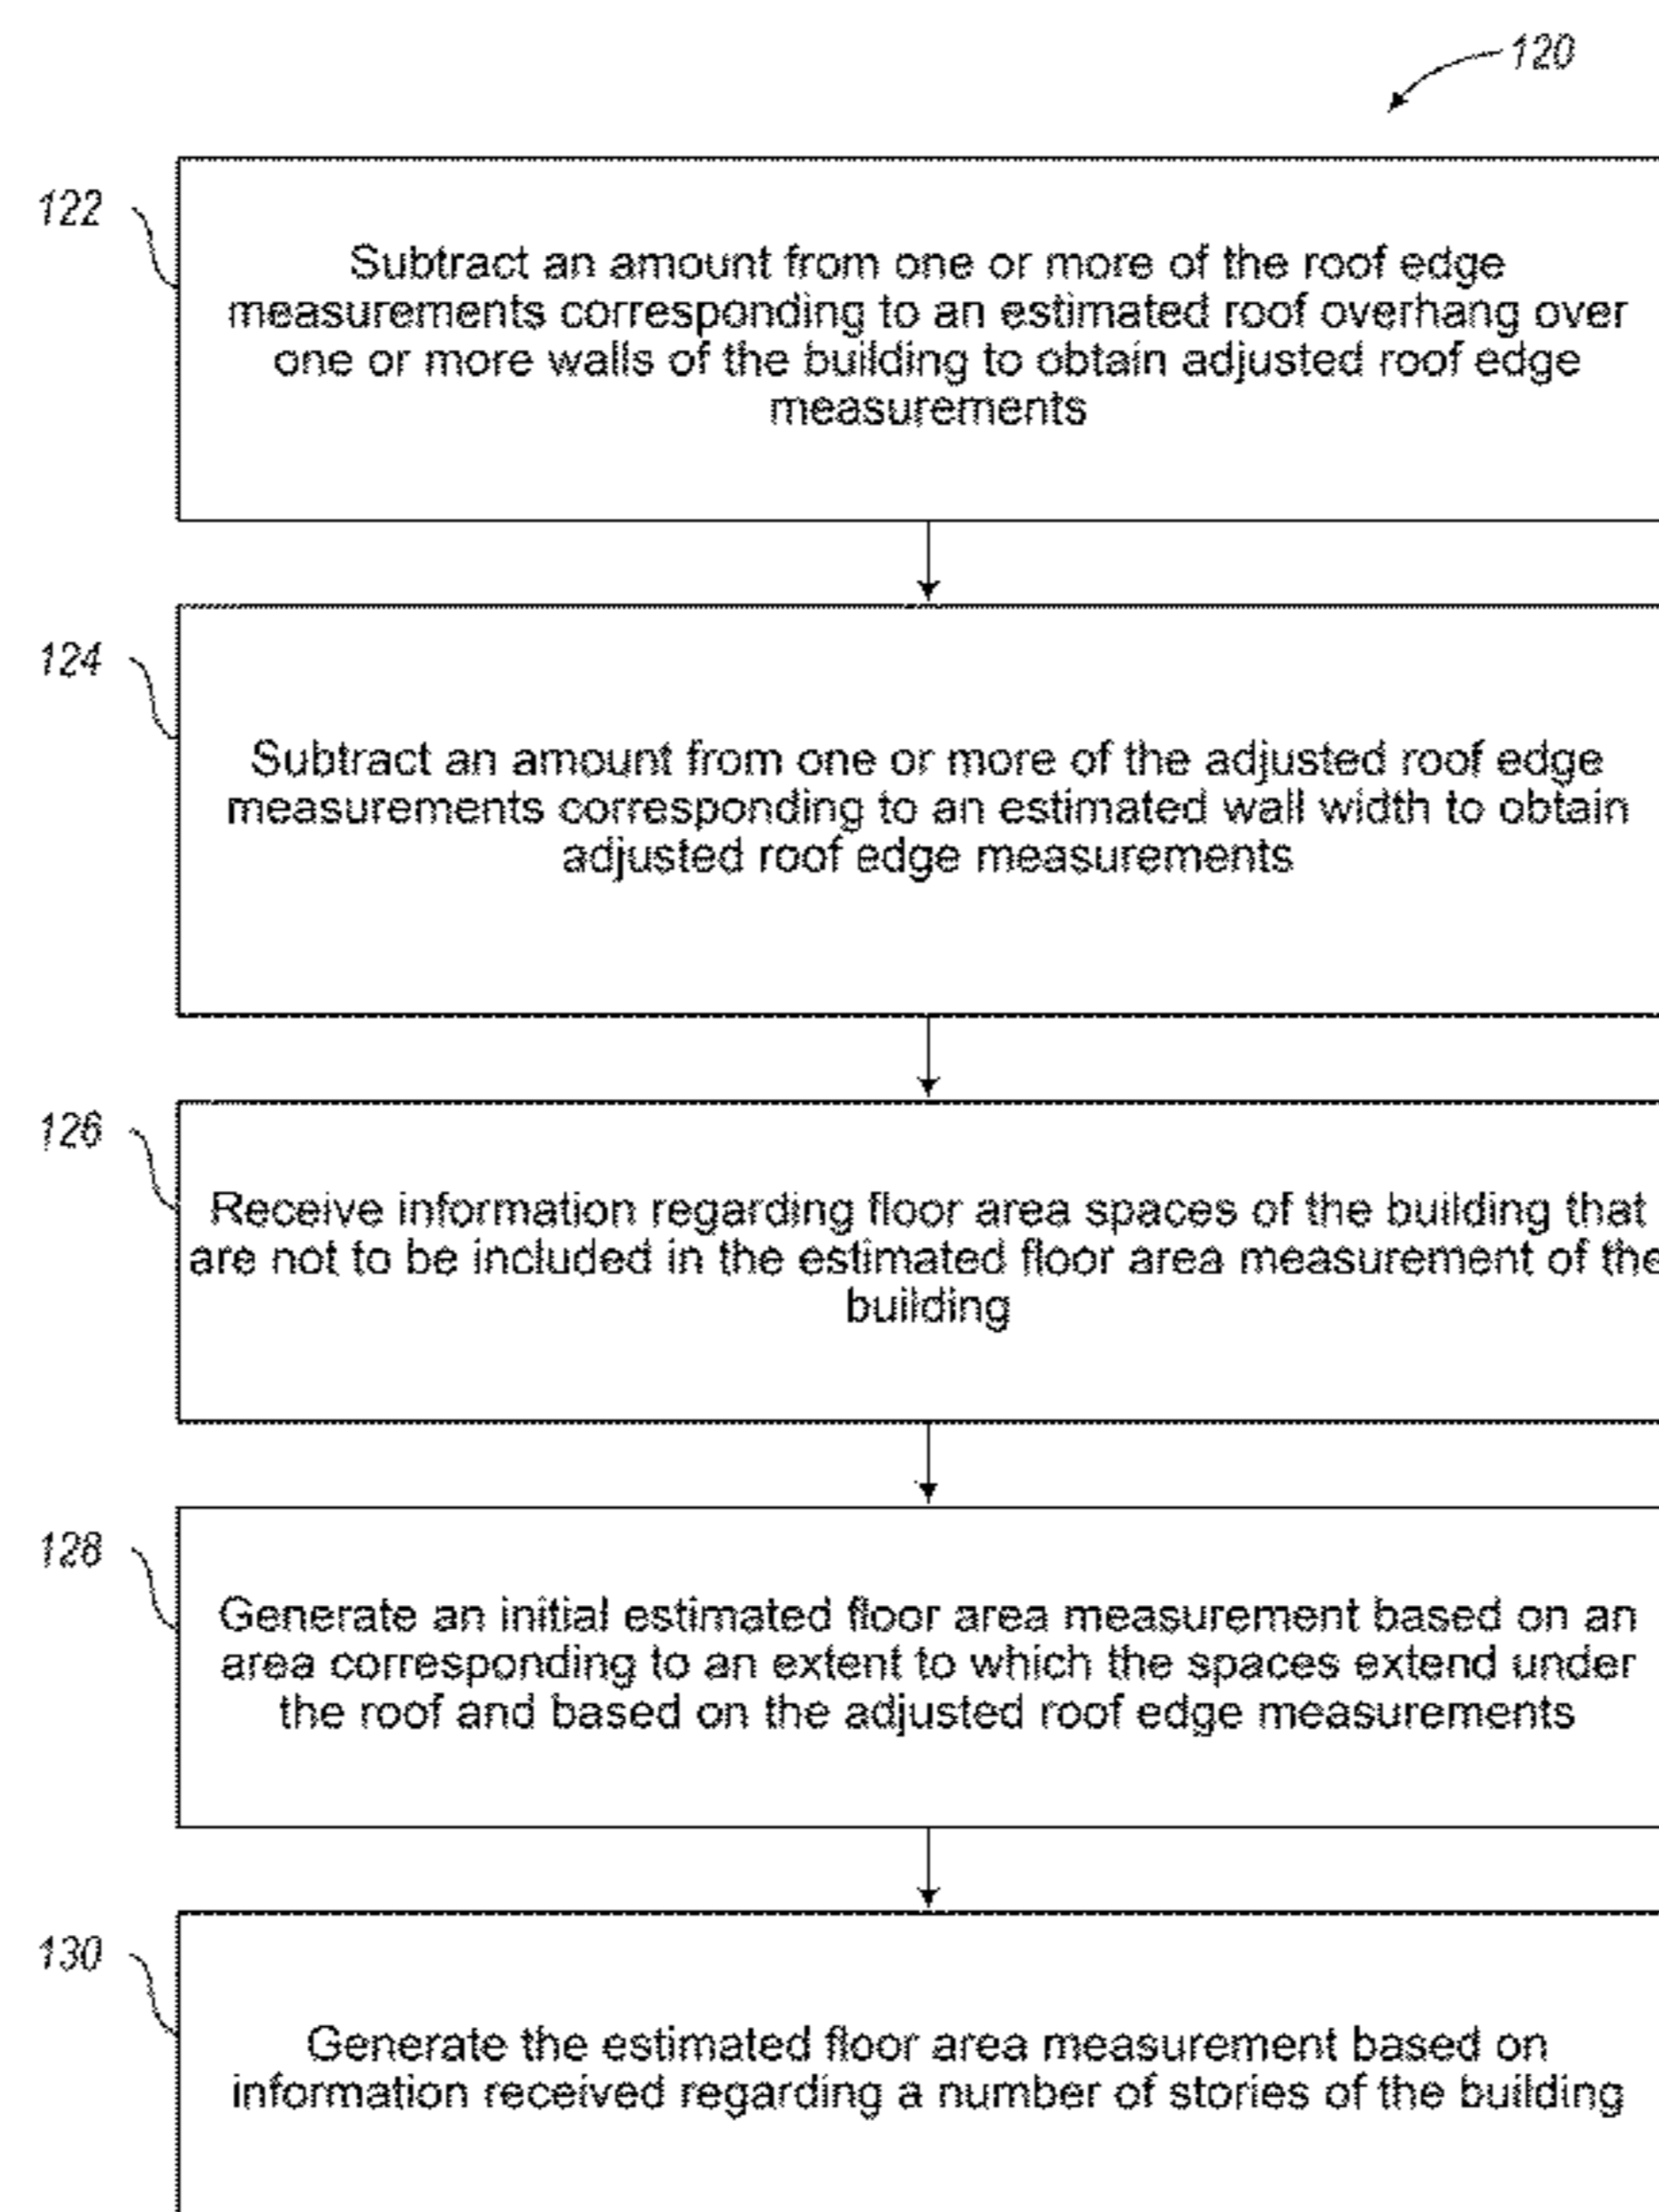 120
122
Subtract an amount from one or more of the roof edge
measurements corresponding to an estimated roof overhang over
one or more walls of the building to obtain adjusted roof edge
measurements
124
Subtract an amount from one or more of the adjusted roof edge
measurements corresponding to an estimated wall width to obtain
adjusted roof edge measurements
126
Receive information regarding floor area spaces of the building that
are not to be included in the estimated floor area measurement of the
building
128
Generate an initial estimated floor area measurement based on an
area corresponding to an extent to which the spaces extend under
the roof and based on the adjusted roof edge measurements
130
Generate the estimated floor area measurement based on
information received regarding a number of stories of the building